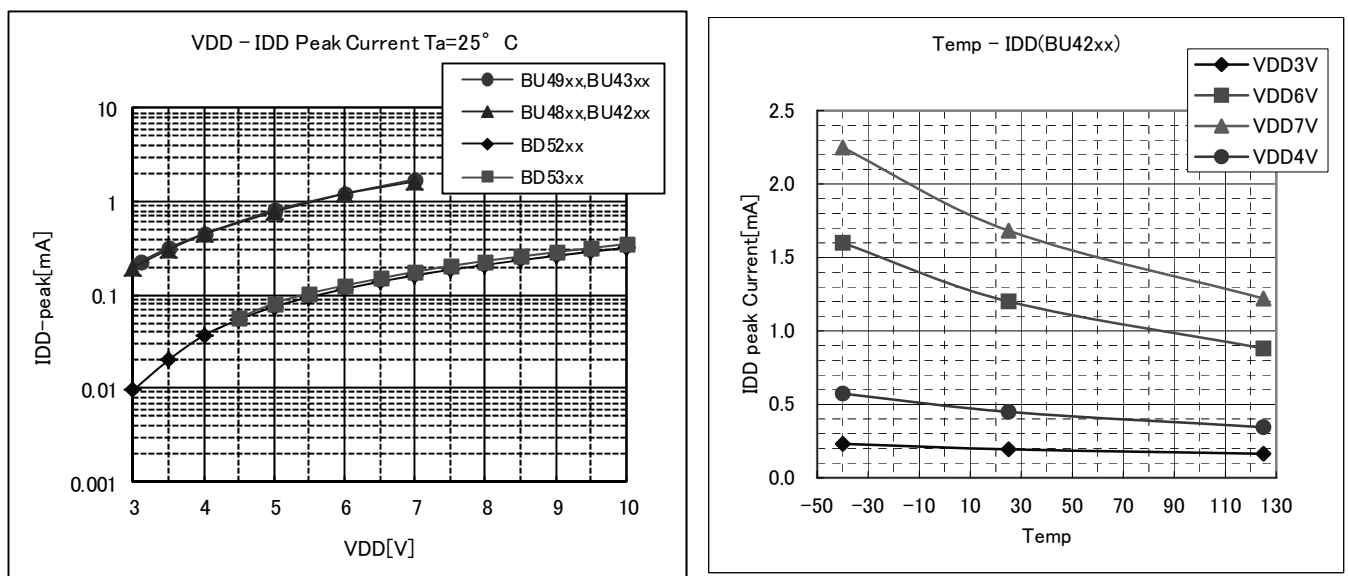 VDD - IDD Peak Current Ta=25° C
BU49xx,BU43xx
BU48xx,BU42xx
BD52xx
BD53xx
10
1
0.1
0.01
0.001
IDD-peak[mA]
3 4 5 6 7 8 9 10
VDD[V]
Temp - IDD(BU42xx)
VDD3V
VDD6V
VDD7V
VDD4V
2.5
2.0
1.5
1.0
0.5
0.0
IDD peak Current[mA]
-50 -30 -10 10 30 50 70 90 110 130
Temp